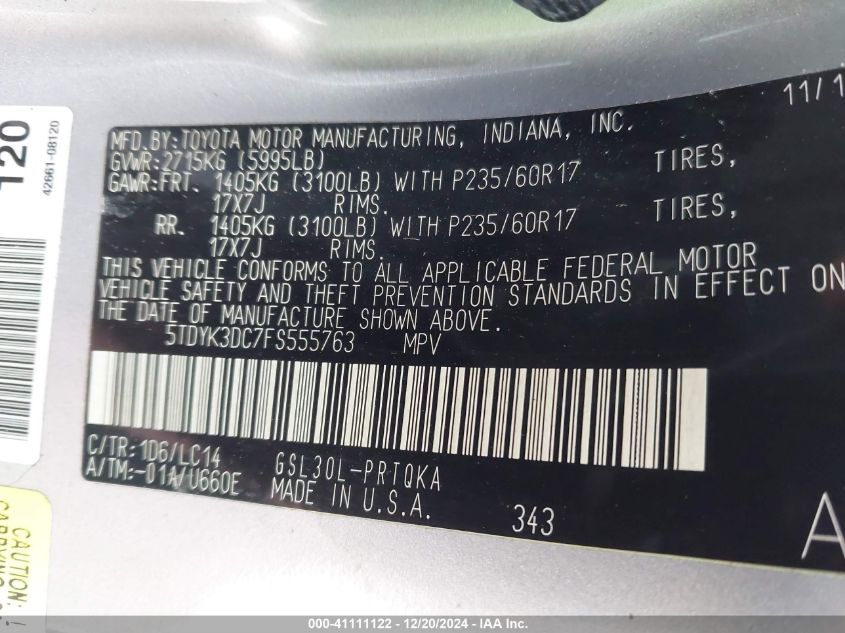 11/1
MFD.BY:TOYOTA MOTOR MANUFACTURING, INDIANA, INC.
GVWR:2715KG (5995LB)
GAWR:FRT. 1405KG (3100LB) WITH P235/60R17 TIRES,
17X7J RIMS.
RR. 1405KG (3100LB) WITH P235/60R17 TIRES,
17X7J RIMS.
THIS VEHICLE CONFORMS TO ALL APPLICABLE FEDERAL MOTOR
VEHICLE SAFETY AND THEFT PREVENTION STANDARDS IN EFFECT ON
THE DATE OF MANUFACTURE SHOWN ABOVE.
5TDYK3DC7FS555763 MPV
C/TR:1D6/LC14
A/TM:-01A/U660E
GSL30L-PRTQKA
MADE IN U.S.A.
343
A
120
42661-08120
CAUTION:
000-41111122 - 12/20/2024 - IAA Inc.